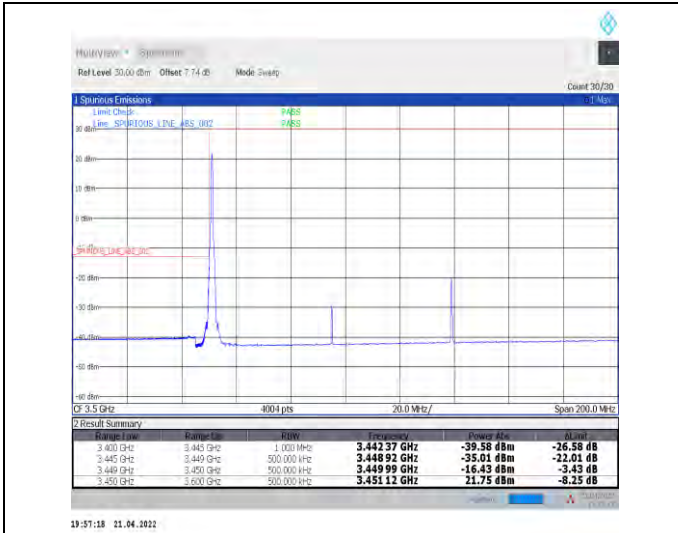 MultiView Spectrum
Ref Level 30.00 dBm Offset 7.74 dB Mode Sweep
Count 30/30
1 Spurious Emissions 1 Max
Limit Check PASS
Line _SPURIOUS_LINE_ABS_002 PASS
30 dBm
20 dBm
10 dBm
0 dBm
-20 dBm
-30 dBm
-40 dBm
-50 dBm
-60 dBm
CF 3.5 GHz 4004 pts 20.0 MHz/ Span 200.0 MHz
2 Result Summary
Range Low Range Up RBW Frequency Power Abs ΔLimit
3.400 GHz 3.445 GHz 1.000 MHz 3.442 37 GHz -39.58 dBm -26.58 dB
3.445 GHz 3.449 GHz 500.000 kHz 3.448 92 GHz -35.01 dBm -22.01 dB
3.449 GHz 3.450 GHz 500.000 kHz 3.449 99 GHz -16.43 dBm -3.43 dB
3.450 GHz 3.600 GHz 500.000 kHz 3.451 12 GHz 21.75 dBm -8.25 dB
19:57:18 21.04.2022